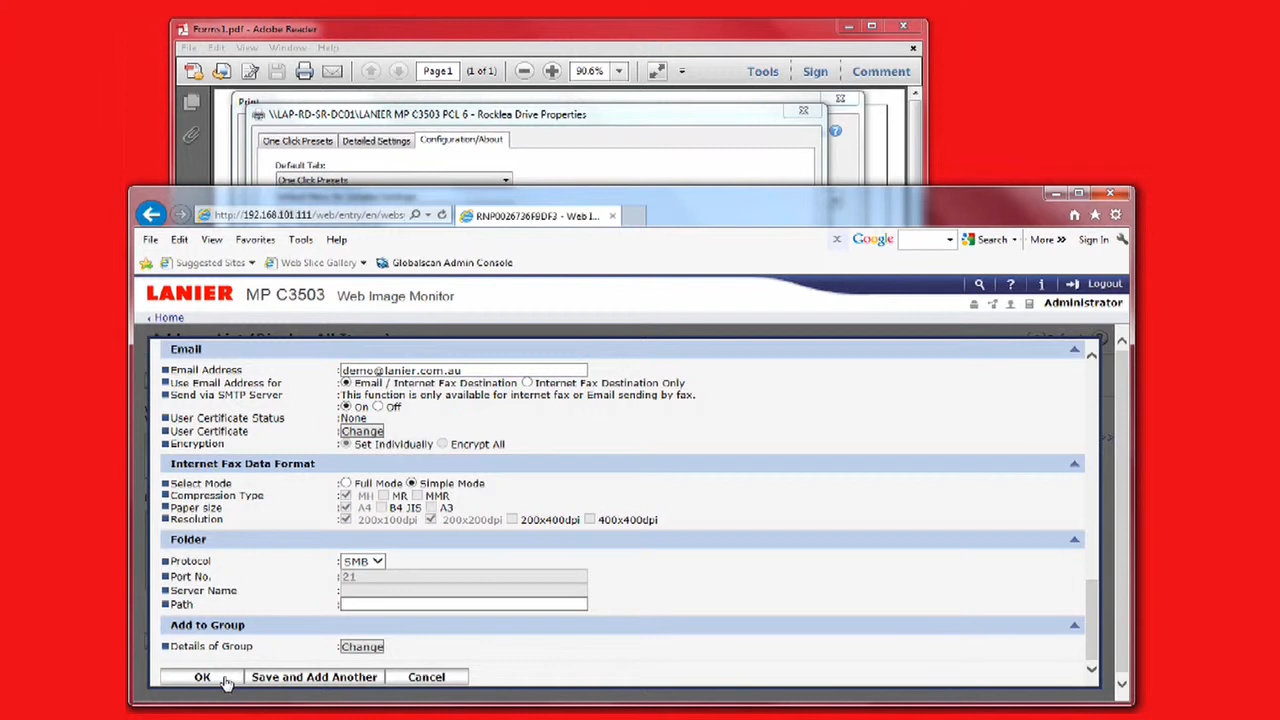 Forms1.pdf - Adobe Reader
File Edit View Window Help
Page1 (1 of 1) 90.6% Tools Sign Comment
Print
\\LAP-RD-SR-DC01\LANIER MP C3503 PCL 6 - Rocklea Drive Properties
One Click Presets Detailed Settings Configuration/About
Default Tab:
One Click Presets
http://192.168.101.111/web/entry/en/webs RNP0026736F9DF3 - Web I...
File Edit View Favorites Tools Help x Google Search More » Sign In
Suggested Sites Web Slice Gallery Globalscan Admin Console
LANIER MP C3503 Web Image Monitor Logout
Administrator
Home
Email
Email Address :demo@lanier.com.au
Use Email Address for : Email / Internet Fax Destination Internet Fax Destination Only
Send via SMTP Server :This function is only available for internet fax or Email sending by fax.
: On Off
User Certificate Status :None
User Certificate :Change
Encryption : Set Individually Encrypt All
Internet Fax Data Format
Select Mode : Full Mode Simple Mode
Compression Type : MH MR MMR
Paper size : A4 B4 JIS A3
Resolution : 200x100dpi 200x200dpi 200x400dpi 400x400dpi
Folder
Protocol :SMB
Port No. :21
Server Name :
Path :
Add to Group
Details of Group :Change
OK Save and Add Another Cancel